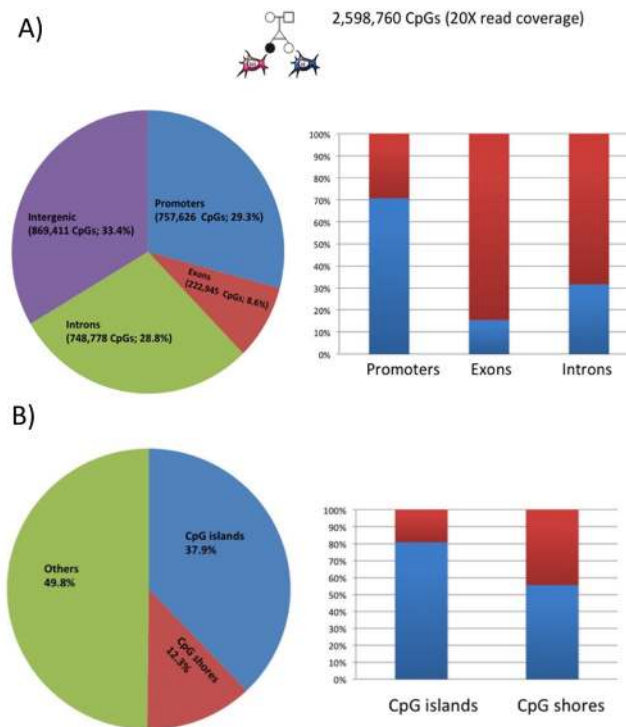 A)
2,598,760 CpGs (20X read coverage)
Intergenic
(869,411 CpGs; 33.4%)
Promoters
(757,626 CpGs; 29.3%)
Exons
(222,945 CpGs; 8.6%)
Introns
(748,778 CpGs; 28.8%)
100%
90%
80%
70%
60%
50%
40%
30%
20%
10%
0%
Promoters
Exons
Introns
B)
Others
49.8%
CpG islands
37.9%
CpG shores
12.3%
100%
90%
80%
70%
60%
50%
40%
30%
20%
10%
0%
CpG islands
CpG shores